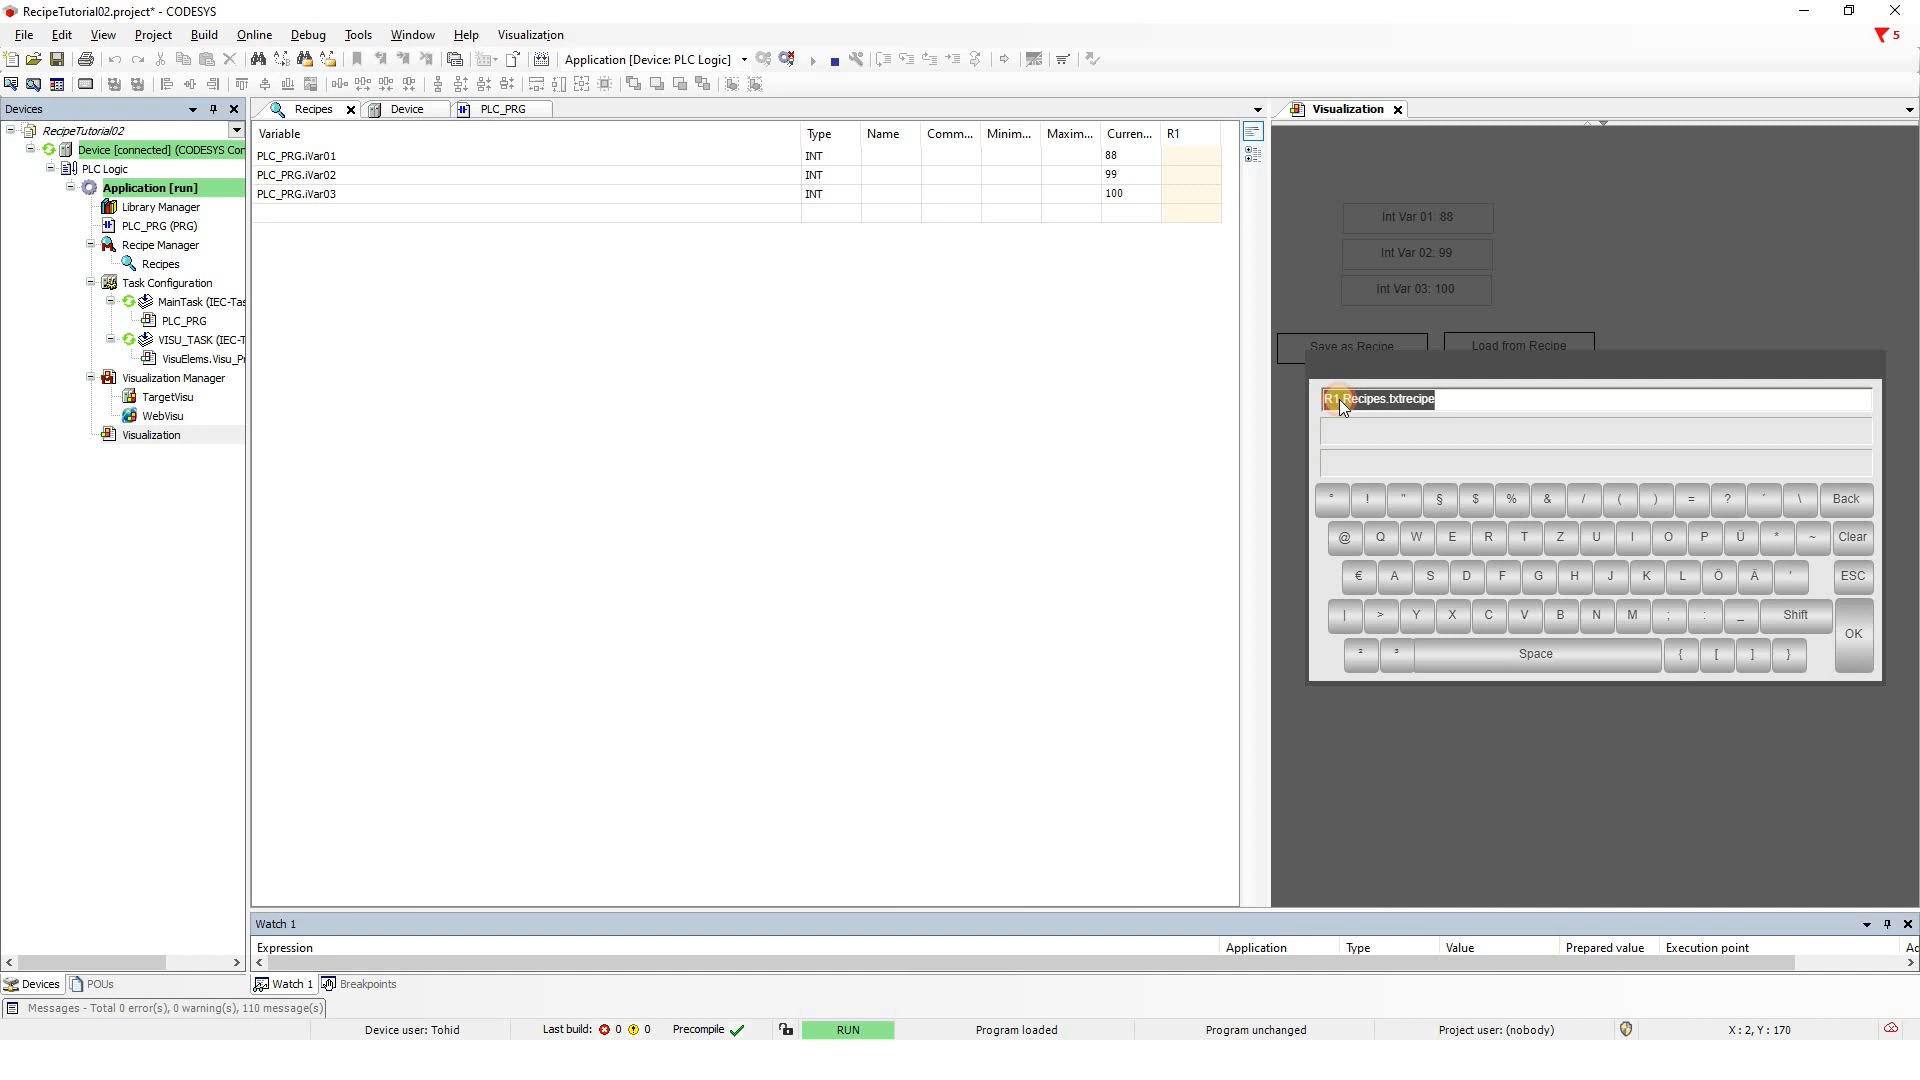 RecipeTutorial02.project* - CODESYS
File Edit View Project Build Online Debug Tools Window Help Visualization
5
Application [Device: PLC Logic]
Devices
Recipes
Device
PLC_PRG
Visualization
RecipeTutorial02
Device [connected] (CODESYS Con
PLC Logic
Application [run]
Library Manager
PLC_PRG (PRG)
Recipe Manager
Recipes
Task Configuration
MainTask (IEC-Tas
PLC_PRG
VISU_TASK (IEC-T
VisuElems.Visu_Pr
Visualization Manager
TargetVisu
WebVisu
Visualization
Variable Type Name Comm... Minim... Maxim... Curren... R1
PLC_PRG.iVar01 INT 88
PLC_PRG.iVar02 INT 99
PLC_PRG.iVar03 INT 100
Int Var 01: 88
Int Var 02: 99
Int Var 03: 100
Save as Recipe
Load from Recipe
R1.Recipes.txtrecipe
° ! " § $ % & / ( ) = ? ´ \ Back
@ Q W E R T Z U I O P Ü * ~ Clear
€ A S D F G H J K L Ö Ä ' ESC
| > Y X C V B N M ; : _ Shift
OK
² ³ Space { [ ] }
Watch 1
Expression Application Type Value Prepared value Execution point Ad
Devices
POUs
Watch 1
Breakpoints
Messages - Total 0 error(s), 0 warning(s), 110 message(s)
Device user: Tohid
Last build: 0 0
Precompile
RUN
Program loaded
Program unchanged
Project user: (nobody)
X: 2, Y: 170